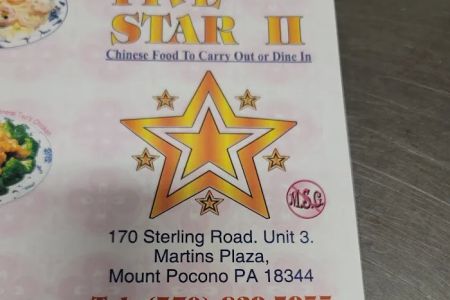 FIVE
STAR II
Chinese Food To Carry Out or Dine In
M.S.G
170 Sterling Road. Unit 3.
Martins Plaza,
Mount Pocono PA 18344